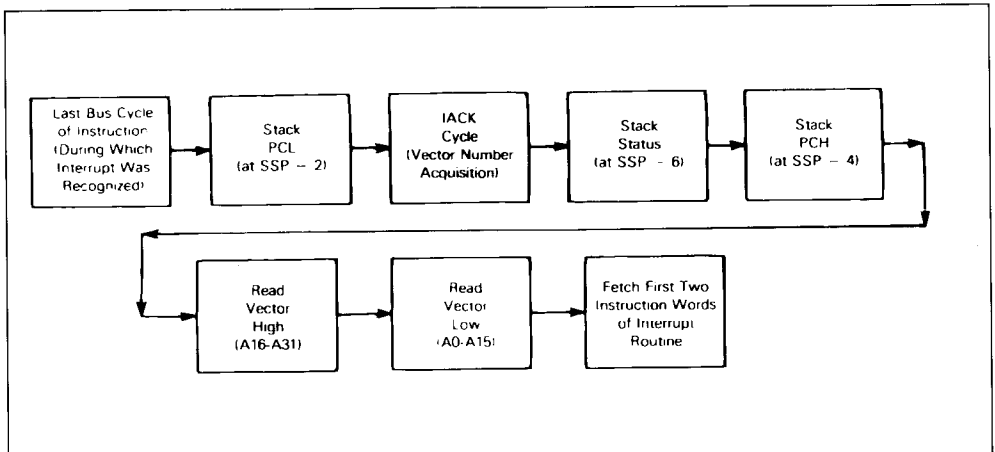 Last Bus Cycle
of Instruction
(During Which
Interrupt Was
Recognized)
Stack
PCL
(at SSP – 2)
IACK
Cycle
(Vector Number
Acquisition)
Stack
Status
(at SSP - 6)
Stack
PCH
(at SSP – 4)
Read
Vector
High
(A16-A31)
Read
Vector
Low
(A0-A15)
Fetch First Two
Instruction Words
of Interrupt
Routine